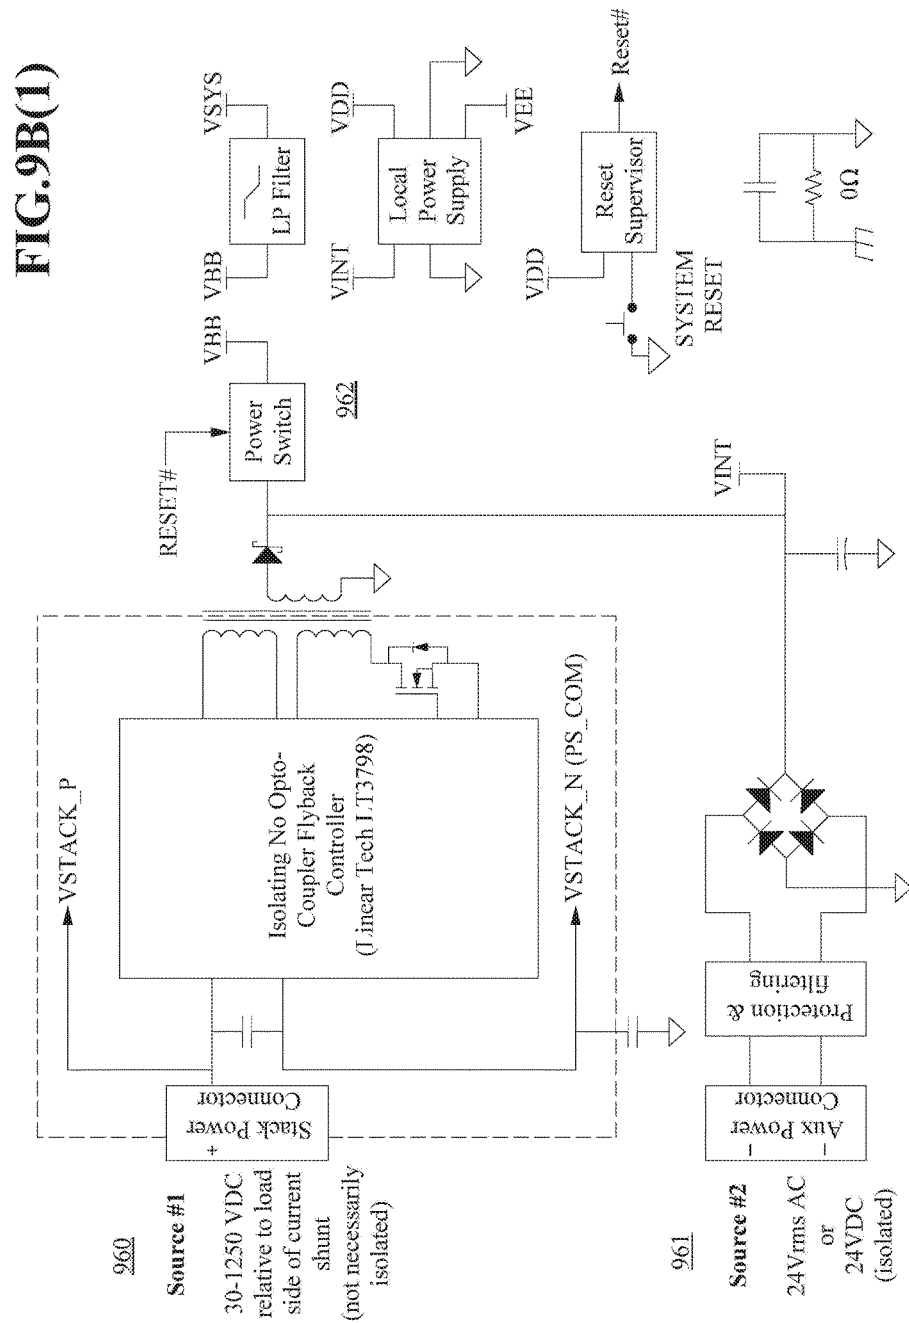 FIG.9B(1)
960
Source #1
30-1250 VDC
relative to load
side of current
shunt
(not necessarily
isolated)
Stack Power
Connector
+
VSTACK_P
Isolating No Opto-
Coupler Flyback
Controller
(Linear Tech LT3798)
VSTACK_N (PS_COM)
RESET#
Power
Switch
962
VBB
VBB
LP Filter
VSYS
VINT
Local
Power
Supply
VDD
VEE
VDD
Reset
Supervisor
Reset#
SYSTEM
RESET
0Ω
961
Source #2
24Vrms AC
or
24VDC
(isolated)
Aux Power
Connector
Protection &
filtering
VINT